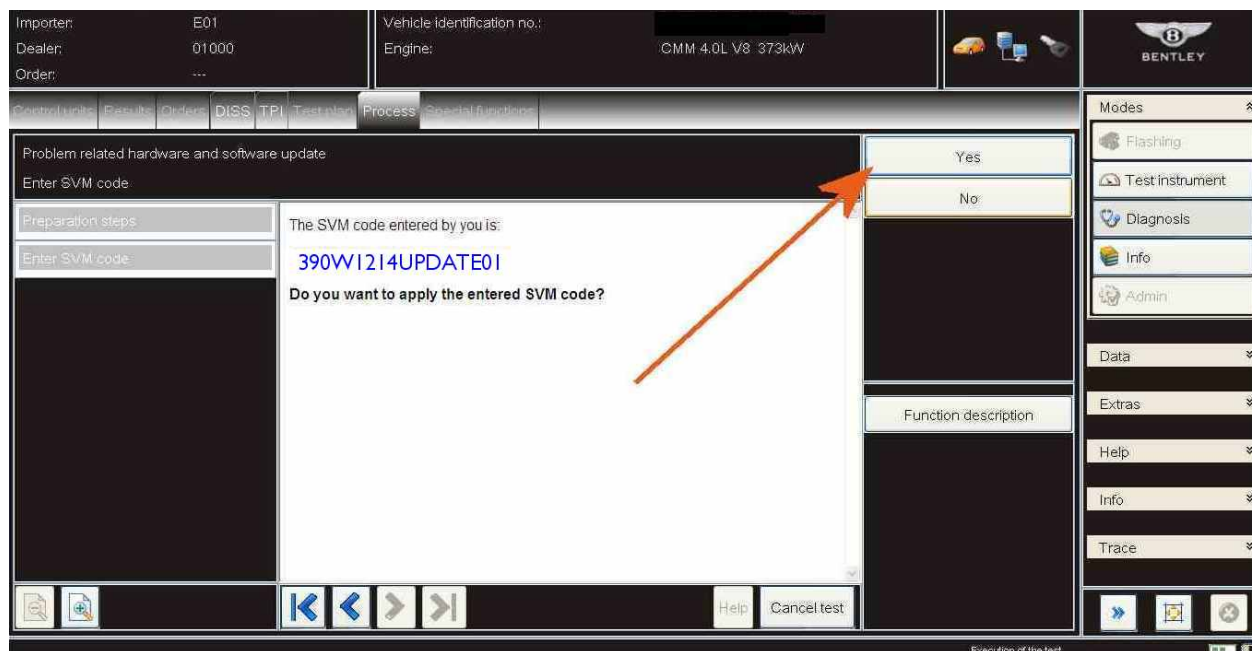 Importer: E01
Dealer: 01000
Order: ---
Vehicle identification no.:
Engine: CMM 4.0L V8 373kW
BENTLEY
Control units Results Orders DISS TPI Test plan Process Special functions
Problem related hardware and software update
Enter SVM code
Preparation steps
Enter SVM code
The SVM code entered by you is:
390W1214UPDATE01
Do you want to apply the entered SVM code?
Yes
No
Function description
Help
Cancel test
Modes
Flashing
Test instrument
Diagnosis
Info
Admin
Data
Extras
Help
Info
Trace
Execution of the test